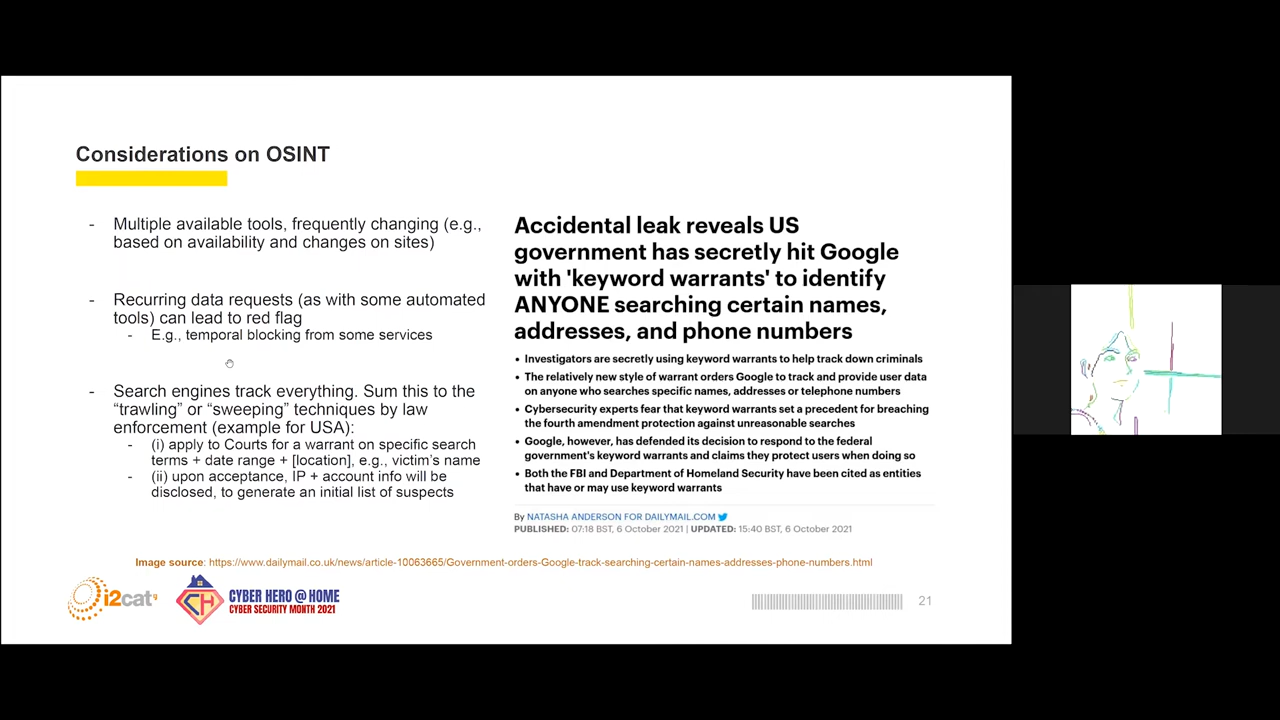 Considerations on OSINT
- Multiple available tools, frequently changing (e.g.,
based on availability and changes on sites)
- Recurring data requests (as with some automated
tools) can lead to red flag
- E.g., temporal blocking from some services
- Search engines track everything. Sum this to the
“trawling” or “sweeping” techniques by law
enforcement (example for USA):
- (i) apply to Courts for a warrant on specific search
terms + date range + [location], e.g., victim's name
- (ii) upon acceptance, IP + account info will be
disclosed, to generate an initial list of suspects
Accidental leak reveals US
government has secretly hit Google
with 'keyword warrants' to identify
ANYONE searching certain names,
addresses, and phone numbers
• Investigators are secretly using keyword warrants to help track down criminals
• The relatively new style of warrant orders Google to track and provide user data
on anyone who searches specific names, addresses or telephone numbers
• Cybersecurity experts fear that keyword warrants set a precedent for breaching
the fourth amendment protection against unreasonable searches
• Google, however, has defended its decision to respond to the federal
government's keyword warrants and claims they protect users when doing so
• Both the FBI and Department of Homeland Security have been cited as entities
that have or may use keyword warrants
By NATASHA ANDERSON FOR DAILYMAIL.COM
PUBLISHED: 07:18 BST, 6 October 2021 | UPDATED: 15:40 BST, 6 October 2021
Image source: https://www.dailymail.co.uk/news/article-10063665/Government-orders-Google-track-searching-certain-names-addresses-phone-numbers.html
i2cat
CH
CYBER HERO @ HOME
CYBER SECURITY MONTH 2021
21